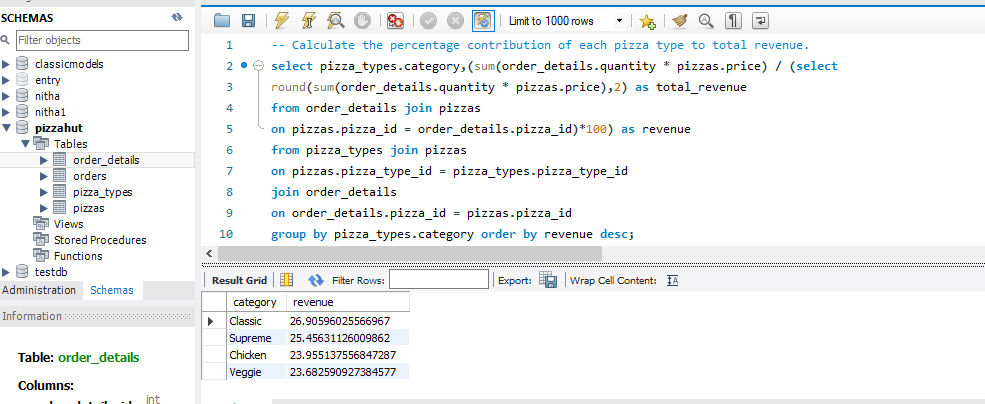 SCHEMAS
Filter objects
classicmodels
entry
nitha
nitha1
pizzahut
Tables
order_details
orders
pizza_types
pizzas
Views
Stored Procedures
Functions
testdb
Administration Schemas
Information
Table: order_details
Columns:
int
Limit to 1000 rows
1 -- Calculate the percentage contribution of each pizza type to total revenue.
2 select pizza_types.category,(sum(order_details.quantity * pizzas.price) / (select
3 round(sum(order_details.quantity * pizzas.price),2) as total_revenue
4 from order_details join pizzas
5 on pizzas.pizza_id = order_details.pizza_id)*100) as revenue
6 from pizza_types join pizzas
7 on pizzas.pizza_type_id = pizza_types.pizza_type_id
8 join order_details
9 on order_details.pizza_id = pizzas.pizza_id
10 group by pizza_types.category order by revenue desc;
Result Grid Filter Rows: Export: Wrap Cell Content:
category revenue
Classic 26.90596025566967
Supreme 25.45631126009862
Chicken 23.955137556847287
Veggie 23.682590927384577